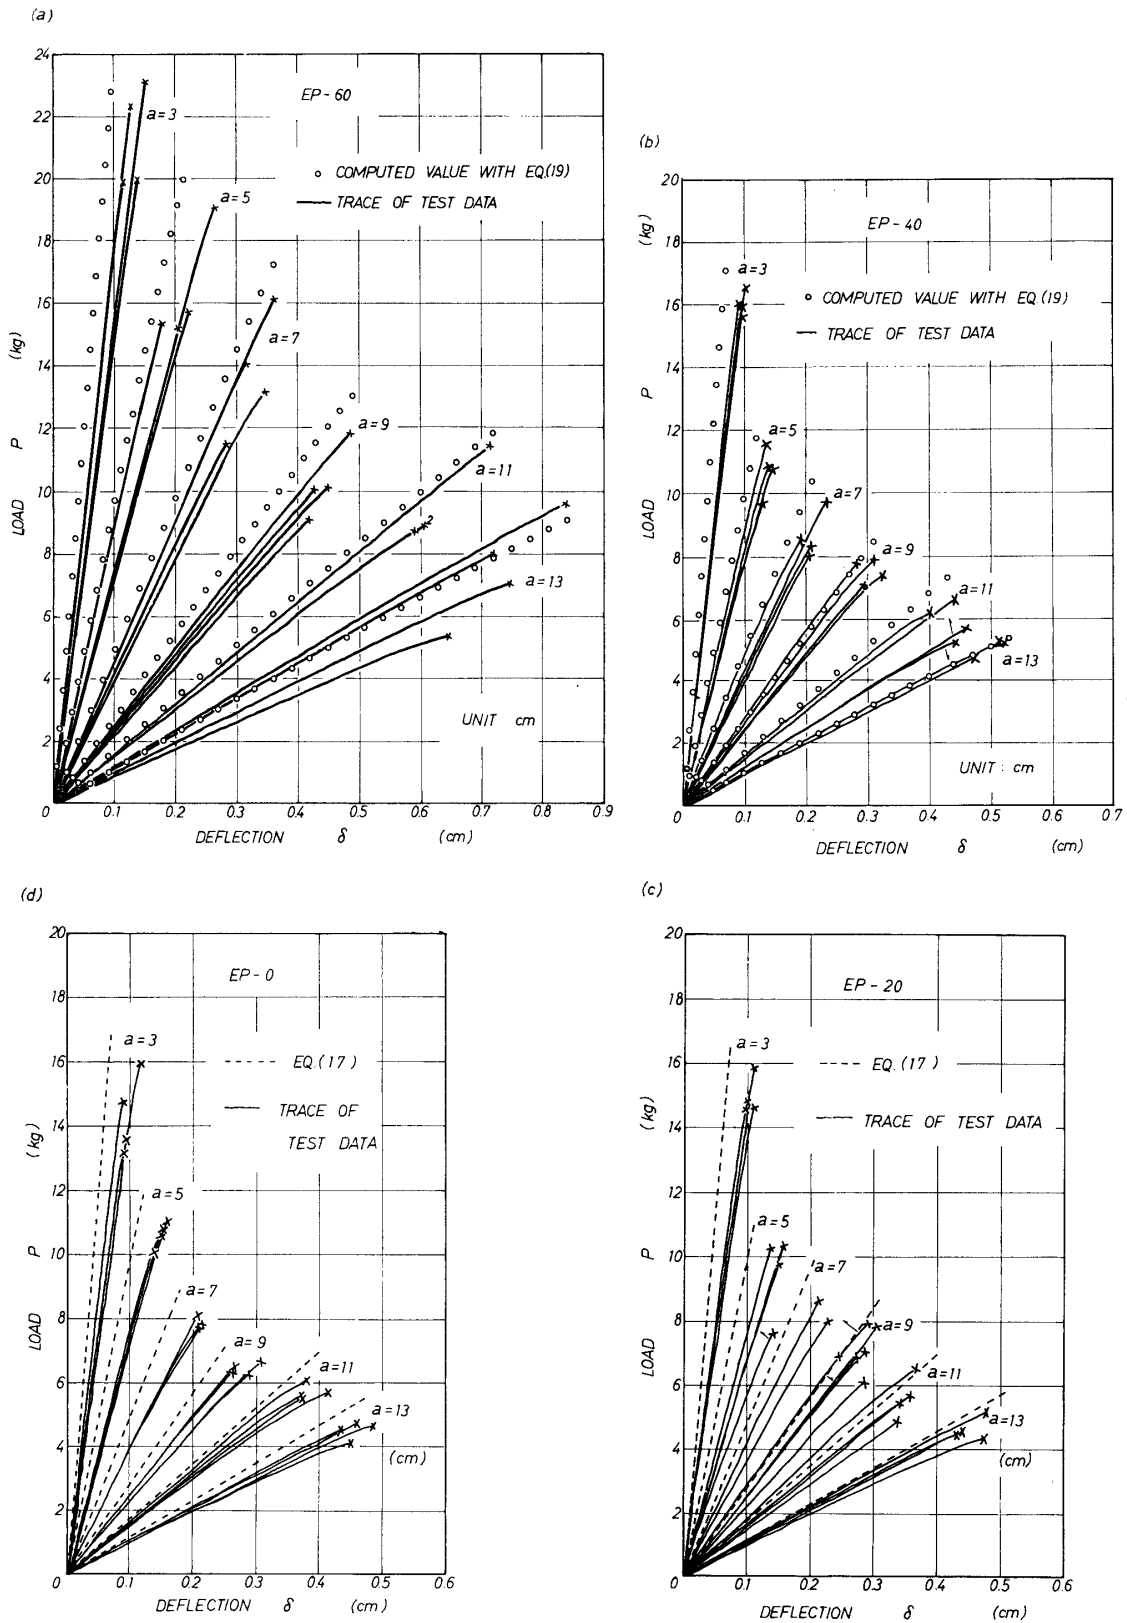 (a)
24
22
20
18
16
14
12
10
8
6
4
2
0
0.1
0.2
0.3
0.4
0.5
0.6
0.7
0.8
0.9
LOAD P (kg)
DEFLECTION δ (cm)
EP-60
○ COMPUTED VALUE WITH EQ.(19)
— TRACE OF TEST DATA
a=3
a=5
a=7
a=9
a=11
a=13
UNIT cm
(b)
20
18
16
14
12
10
8
6
4
2
0
0.1
0.2
0.3
0.4
0.5
0.6
0.7
LOAD P (kg)
DEFLECTION δ (cm)
EP-40
○ COMPUTED VALUE WITH EQ.(19)
— TRACE OF TEST DATA
a=3
a=5
a=7
a=9
a=11
a=13
UNIT : cm
(d)
20
18
16
14
12
10
8
6
4
2
0
0.1
0.2
0.3
0.4
0.5
0.6
LOAD P (kg)
DEFLECTION δ (cm)
EP-0
----- EQ.(17)
— TRACE OF
TEST DATA
a=3
a=5
a=7
a=9
a=11
a=13
(cm)
(c)
20
18
16
14
12
10
8
6
4
2
0
0.1
0.2
0.3
0.4
0.5
0.6
LOAD P (kg)
DEFLECTION δ (cm)
EP-20
----- EQ.(17)
— TRACE OF TEST DATA
a=3
a=5
a=7
a=9
a=11
a=13
(cm)